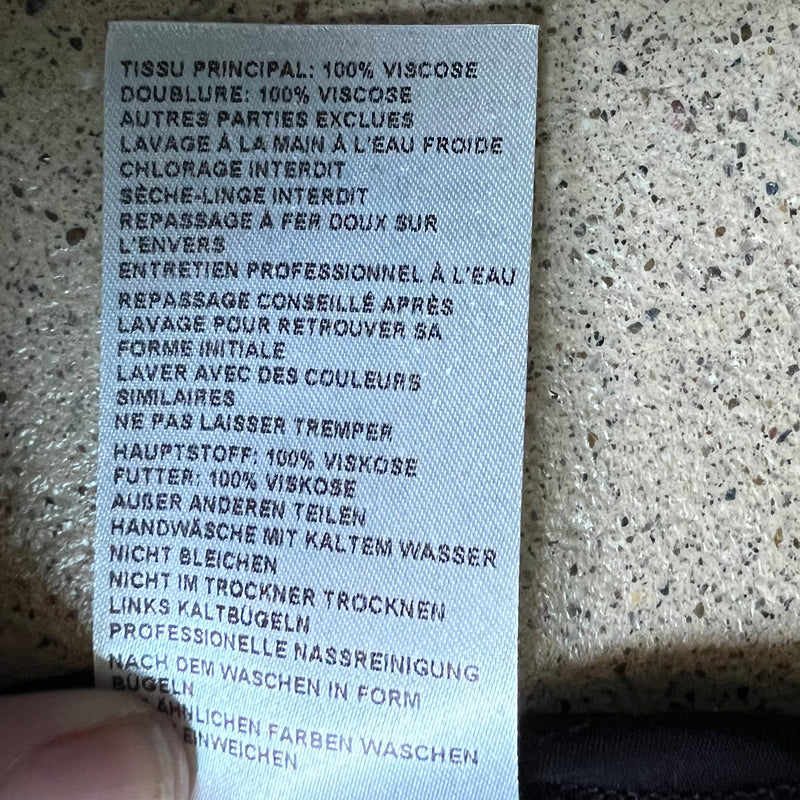 TISSU PRINCIPAL: 100% VISCOSE
DOUBLURE: 100% VISCOSE
AUTRES PARTIES EXCLUES
LAVAGE À LA MAIN À L'EAU FROIDE
CHLORAGE INTERDIT
SÈCHE-LINGE INTERDIT
REPASSAGE À FER DOUX SUR
L'ENVERS
ENTRETIEN PROFESSIONNEL À L'EAU
REPASSAGE CONSEILLÉ APRÈS
LAVAGE POUR RETROUVER SA
FORME INITIALE
LAVER AVEC DES COULEURS
SIMILAIRES
NE PAS LAISSER TREMPER
HAUPTSTOFF: 100% VISKOSE
FUTTER: 100% VISKOSE
AUßER ANDEREN TEILEN
HANDWÄSCHE MIT KALTEM WASSER
NICHT BLEICHEN
NICHT IM TROCKNER TROCKNEN
LINKS KALTBÜGELN
PROFESSIONELLE NASSREINIGUNG
NACH DEM WASCHEN IN FORM
BÜGELN
ÄHNLICHEN FARBEN WASCHEN
EINWEICHEN